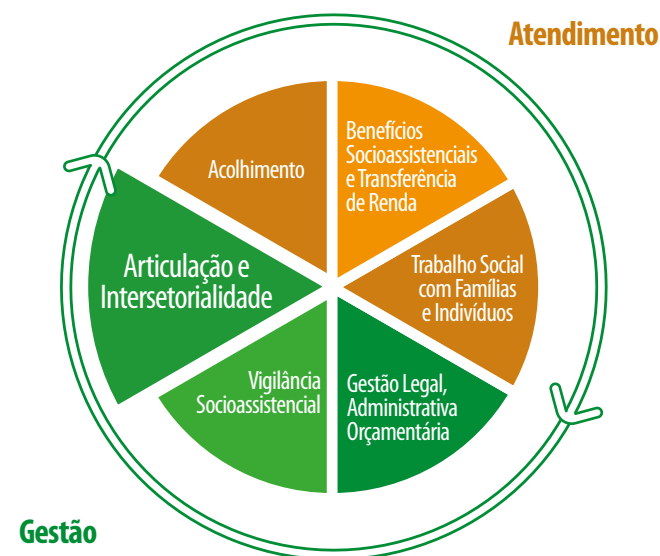 Atendimento
Acolhimento
Benefícios
Socioassistenciais
e Transferência
de Renda
Articulação e
Intersetorialidade
Trabalho Social
com Famílias
e Indivíduos
Vigilância
Socioassistencial
Gestão Legal,
Administrativa
Orçamentária
Gestão